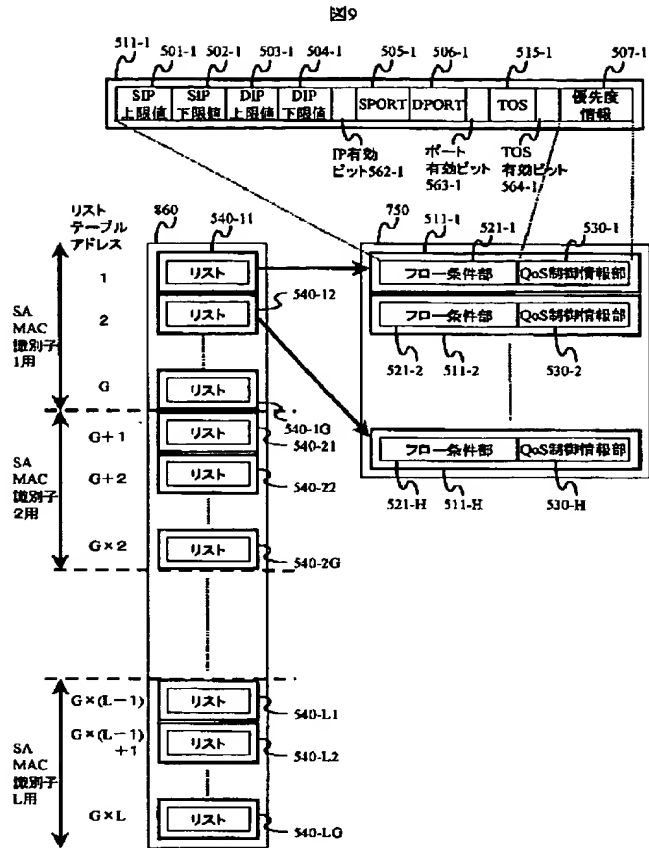 図9
511-1 501-1 502-1 503-1 504-1 505-1 506-1 515-1 507-1
SIP 上限値
SIP 下限値
DIP 上限値
DIP 下限値
SPORT
DPORT
TOS
優先度 情報
IP有効 ビット562-1
ポート 有効ビット 563-1
TOS 有効ビット 564-1
リスト テーブル アドレス
860
540-11
750
511-1
521-1
530-1
SA MAC 識別子 1用
1 リスト
フロー条件部 QoS制御情報部
2 リスト
540-12
フロー条件部 QoS制御情報部
521-2 511-2 530-2
G リスト
540-1G
SA MAC 識別子 2用
G+1 リスト
540-21
フロー条件部 QoS制御情報部
521-H 511-H 530-H
G+2 リスト
540-22
G×2 リスト
540-2G
SA MAC 識別子 L用
G×(L-1) リスト
540-L1
G×(L-1) +1 リスト
540-L2
G×L リスト
540-LG